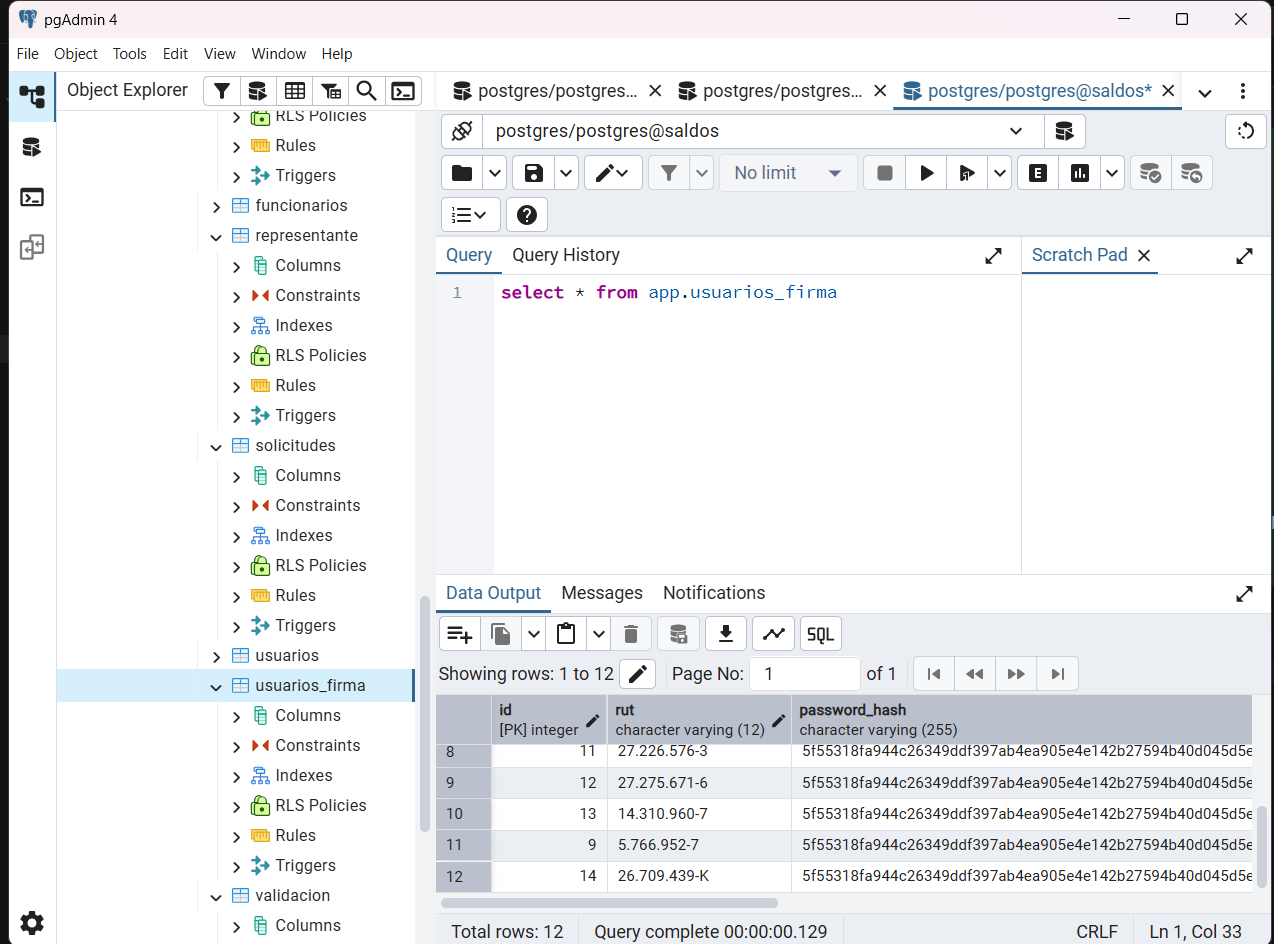 pgAdmin 4
File Object Tools Edit View Window Help
Object Explorer
RLS Policies
Rules
Triggers
funcionarios
representante
Columns
Constraints
Indexes
RLS Policies
Rules
Triggers
solicitudes
Columns
Constraints
Indexes
RLS Policies
Rules
Triggers
usuarios
usuarios_firma
Columns
Constraints
Indexes
RLS Policies
Rules
Triggers
validacion
Columns
postgres/postgres... postgres/postgres... postgres/postgres@saldos*
postgres/postgres@saldos
No limit
E
Query Query History Scratch Pad
1 select * from app.usuarios_firma
Data Output Messages Notifications
SQL
Showing rows: 1 to 12 Page No: 1 of 1
id rut password_hash
[PK] integer character varying (12) character varying (255)
8 11 27.226.576-3 5f55318fa944c26349ddf397ab4ea905e4e142b27594b40d045d5e
9 12 27.275.671-6 5f55318fa944c26349ddf397ab4ea905e4e142b27594b40d045d5e
10 13 14.310.960-7 5f55318fa944c26349ddf397ab4ea905e4e142b27594b40d045d5e
11 9 5.766.952-7 5f55318fa944c26349ddf397ab4ea905e4e142b27594b40d045d5e
12 14 26.709.439-K 5f55318fa944c26349ddf397ab4ea905e4e142b27594b40d045d5e
Total rows: 12 Query complete 00:00:00.129 CRLF Ln 1, Col 33